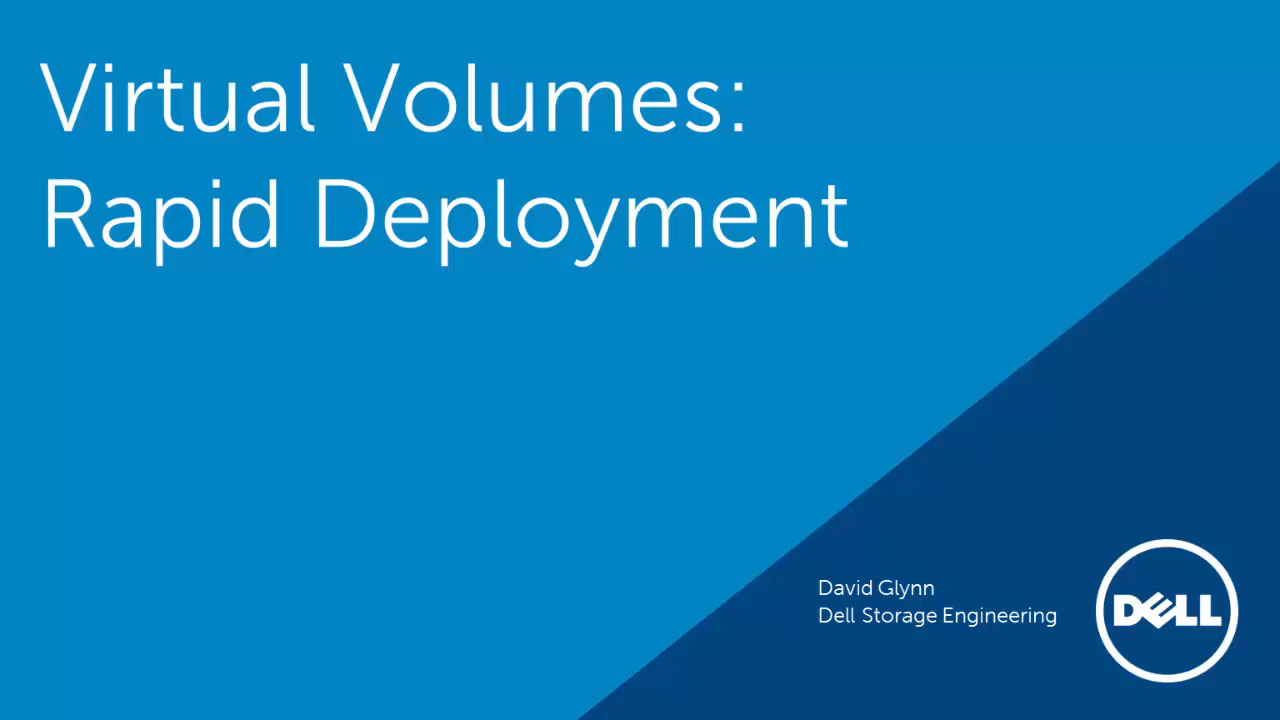 Virtual Volumes:
Rapid Deployment
David Glynn
Dell Storage Engineering
DELL